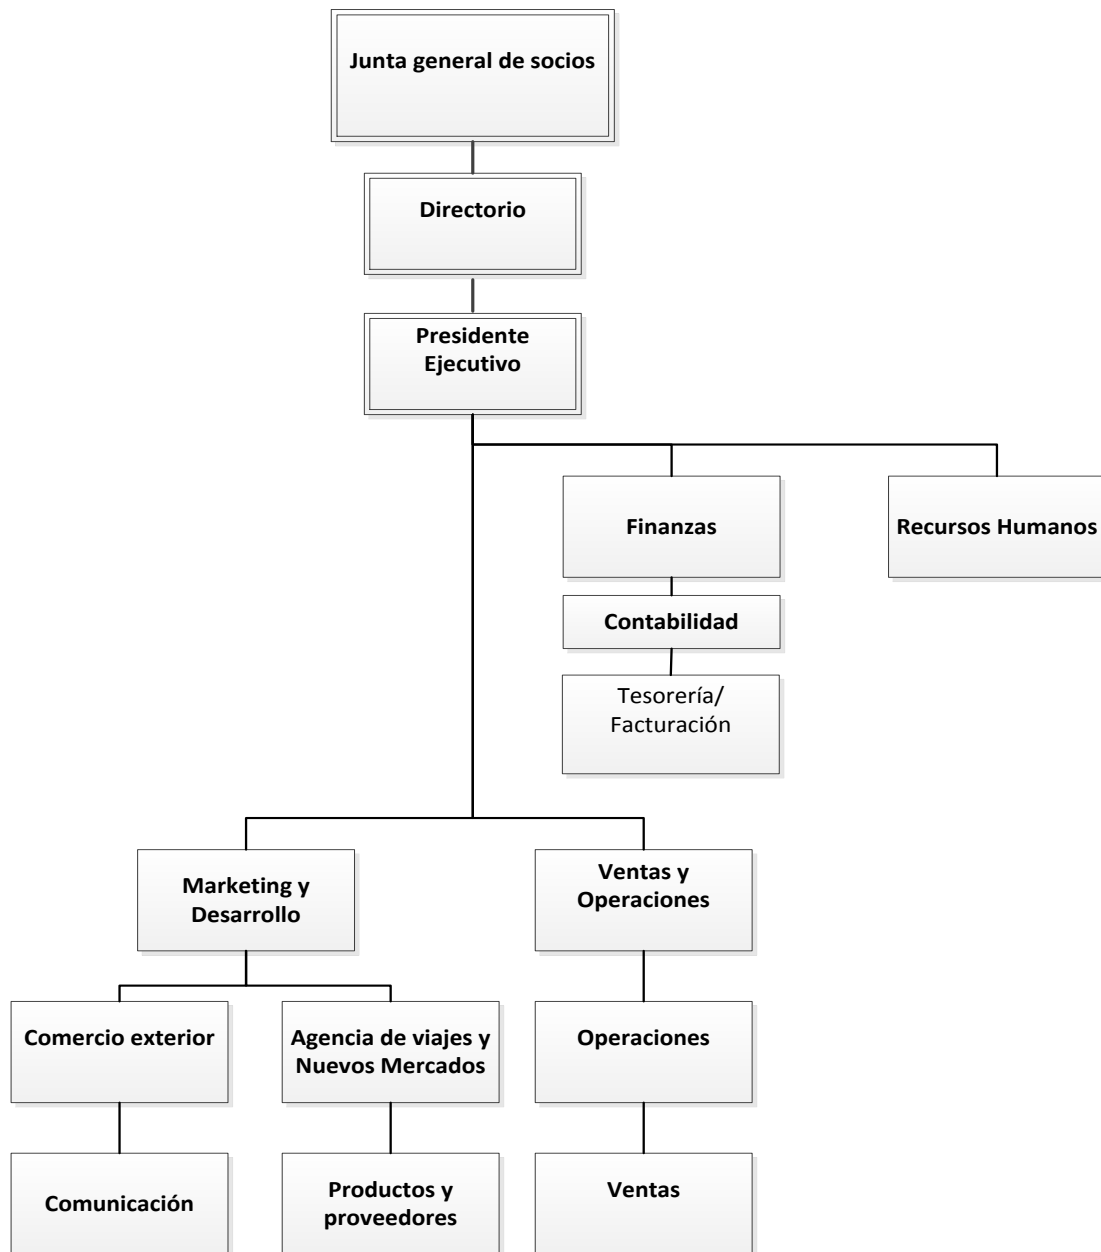 Junta general de socios
Directorio
Presidente
Ejecutivo
Finanzas
Recursos Humanos
Contabilidad
Tesorería/
Facturación
Marketing y
Desarrollo
Ventas y
Operaciones
Comercio exterior
Agencia de viajes y
Nuevos Mercados
Operaciones
Comunicación
Productos y
proveedores
Ventas